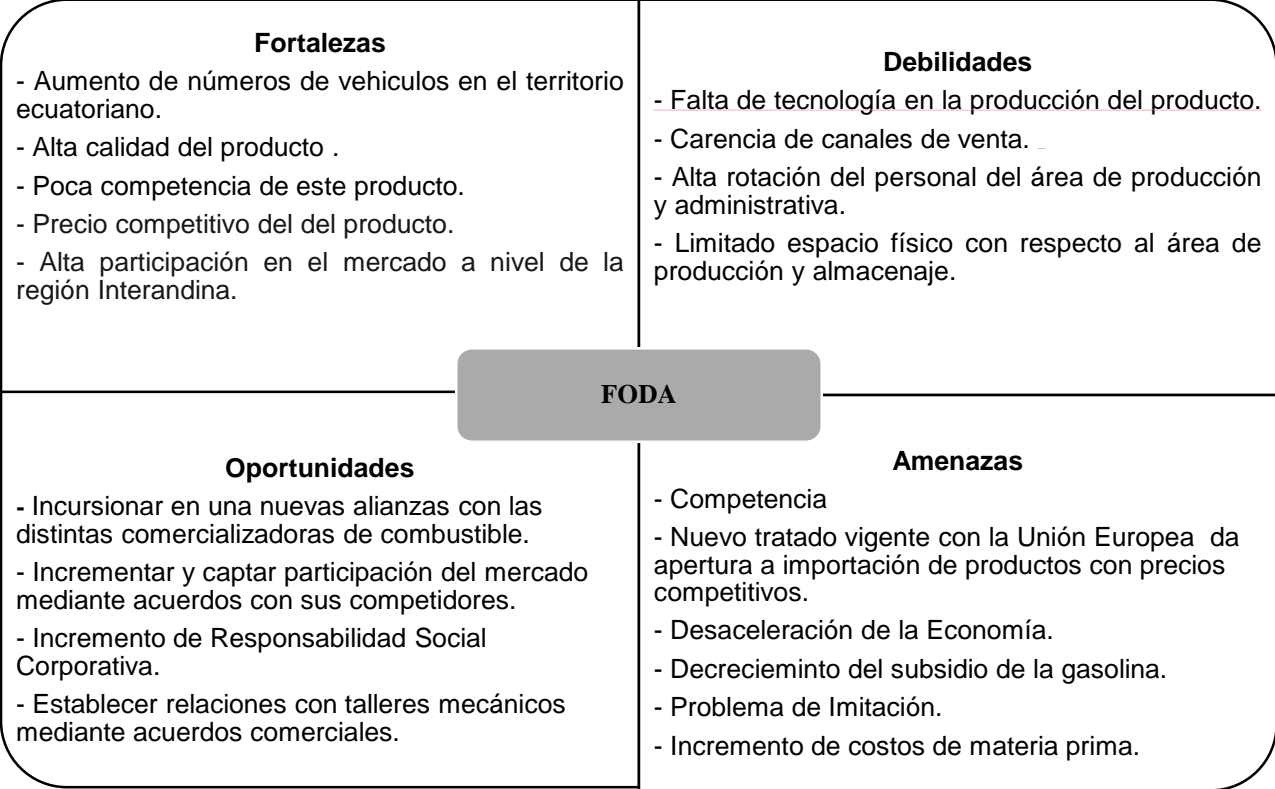 Fortalezas
- Aumento de números de vehiculos en el territorio
ecuatoriano.
- Alta calidad del producto .
- Poca competencia de este producto.
- Precio competitivo del del producto.
- Alta participación en el mercado a nivel de la
región Interandina.
Debilidades
- Falta de tecnología en la producción del producto.
- Carencia de canales de venta.
- Alta rotación del personal del área de producción
y administrativa.
- Limitado espacio físico con respecto al área de
producción y almacenaje.
FODA
Oportunidades
- Incursionar en una nuevas alianzas con las
distintas comercializadoras de combustible.
- Incrementar y captar participación del mercado
mediante acuerdos con sus competidores.
- Incremento de Responsabilidad Social
Corporativa.
- Establecer relaciones con talleres mecánicos
mediante acuerdos comerciales.
Amenazas
- Competencia
- Nuevo tratado vigente con la Unión Europea da
apertura a importación de productos con precios
competitivos.
- Desaceleración de la Economía.
- Decrecieminto del subsidio de la gasolina.
- Problema de Imitación.
- Incremento de costos de materia prima.